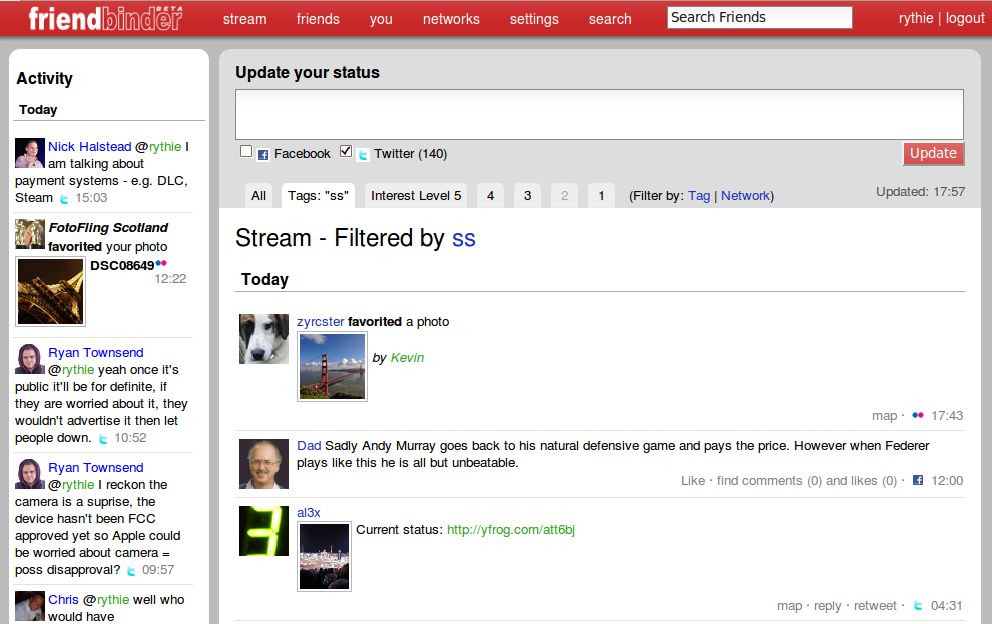 friendbinder BETA
stream friends you networks settings search Search Friends rythie | logout
Activity
Today
Nick Halstead @rythie I
am talking about
payment systems - e.g. DLC,
Steam 15:03
FotoFling Scotland
favorited your photo
DSC08649
12:22
Ryan Townsend
@rythie yeah once it's
public it'll be for definite, if
they are worried about it, they
wouldn't advertise it then let
people down. 10:52
Ryan Townsend
@rythie I reckon the
camera is a suprise, the
device hasn't been FCC
approved yet so Apple could
be worried about camera =
poss disapproval? 09:57
Chris @rythie well who
would have
Update your status
Facebook Twitter (140) Update
All Tags: "ss" Interest Level 5 4 3 2 1 (Filter by: Tag | Network) Updated: 17:57
Stream - Filtered by ss
Today
zyrcster favorited a photo
by Kevin
map · 17:43
Dad Sadly Andy Murray goes back to his natural defensive game and pays the price. However when Federer
plays like this he is all but unbeatable.
Like · find comments (0) and likes (0) · 12:00
al3x
Current status: http://yfrog.com/att6bj
map · reply · retweet · 04:31